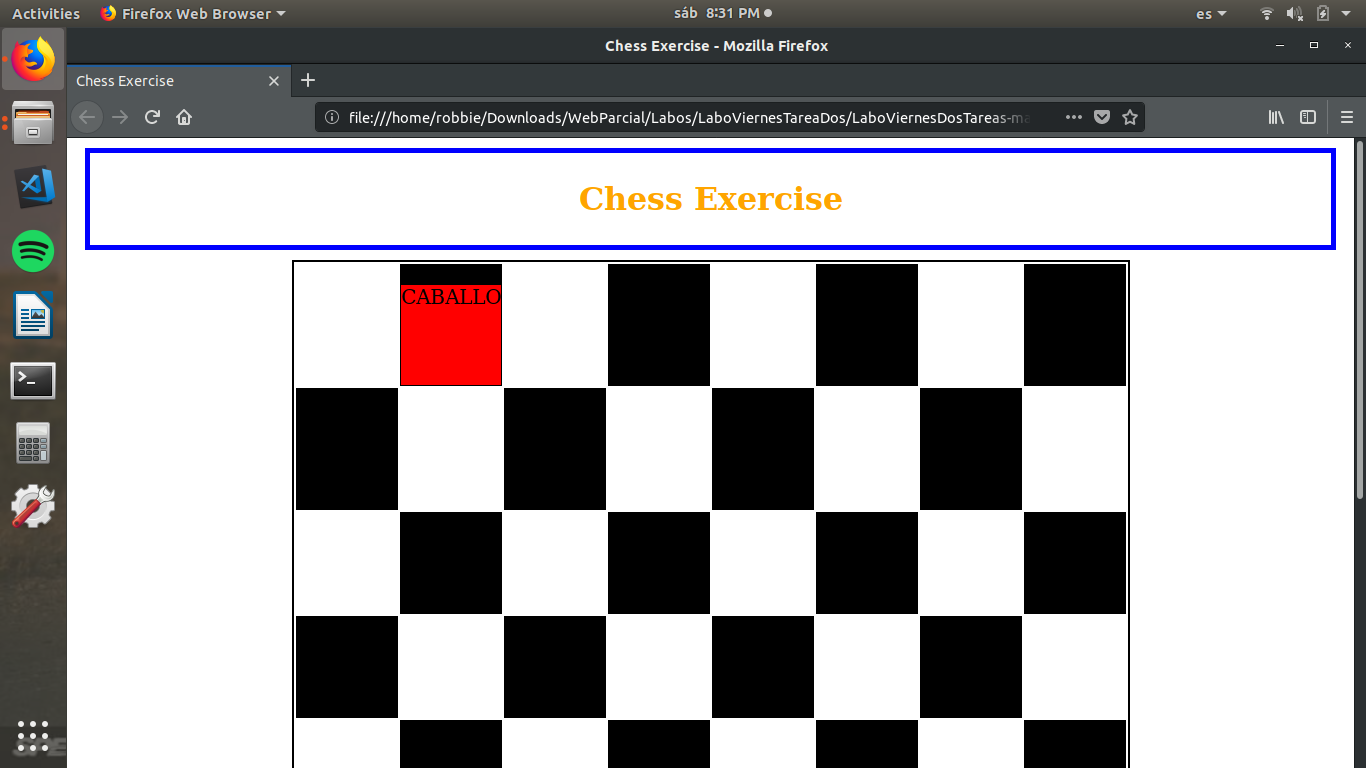 Activities Firefox Web Browser sáb 8:31 PM es
Chess Exercise - Mozilla Firefox
Chess Exercise
file:///home/robbie/Downloads/WebParcial/Labos/LaboViernesTareaDos/LaboViernesDosTareas-ma
Chess Exercise
CABALLO